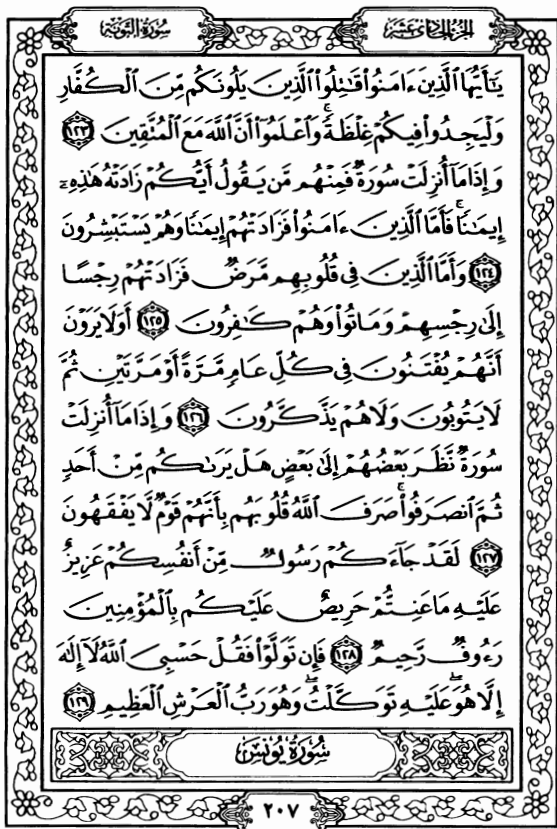 الجزء الحادي عشر
سورة التوبة
يَٰٓأَيُّهَا ٱلَّذِينَ ءَامَنُواْ قَٰتِلُواْ ٱلَّذِينَ يَلُونَكُم مِّنَ ٱلْكُفَّارِ
وَلْيَجِدُواْ فِيكُمْ غِلْظَةً ۚ وَٱعْلَمُوٓاْ أَنَّ ٱللَّهَ مَعَ ٱلْمُتَّقِينَ ١٢٣
وَإِذَا مَآ أُنزِلَتْ سُورَةٌ فَمِنْهُم مَّن يَقُولُ أَيُّكُمْ زَادَتْهُ هَٰذِهِۦٓ
إِيمَٰنًا ۚ فَأَمَّا ٱلَّذِينَ ءَامَنُواْ فَزَادَتْهُمْ إِيمَٰنًا وَهُمْ يَسْتَبْشِرُونَ
١٢٤ وَأَمَّا ٱلَّذِينَ فِى قُلُوبِهِم مَّرَضٌ فَزَادَتْهُمْ رِجْسًا
إِلَىٰ رِجْسِهِمْ وَمَاتُواْ وَهُمْ كَٰفِرُونَ ١٢٥ أَوَلَا يَرَوْنَ
أَنَّهُمْ يُفْتَنُونَ فِى كُلِّ عَامٍ مَّرَّةً أَوْ مَرَّتَيْنِ ثُمَّ
لَا يَتُوبُونَ وَلَا هُمْ يَذَّكَّرُونَ ١٢٦ وَإِذَا مَآ أُنزِلَتْ
سُورَةٌ نَّظَرَ بَعْضُهُمْ إِلَىٰ بَعْضٍ هَلْ يَرَىٰكُم مِّنْ أَحَدٍ
ثُمَّ ٱنصَرَفُواْ ۚ صَرَفَ ٱللَّهُ قُلُوبَهُم بِأَنَّهُمْ قَوْمٌ لَّا يَفْقَهُونَ
١٢٧ لَقَدْ جَآءَكُمْ رَسُولٌ مِّنْ أَنفُسِكُمْ عَزِيزٌ
عَلَيْهِ مَا عَنِتُّمْ حَرِيصٌ عَلَيْكُم بِٱلْمُؤْمِنِينَ
رَءُوفٌ رَّحِيمٌ ١٢٨ فَإِن تَوَلَّوْاْ فَقُلْ حَسْبِىَ ٱللَّهُ لَآ إِلَٰهَ
إِلَّا هُوَ ۖ عَلَيْهِ تَوَكَّلْتُ ۖ وَهُوَ رَبُّ ٱلْعَرْشِ ٱلْعَظِيمِ ١٢٩
سُورَةُ يُونُسَ
٢٠٧